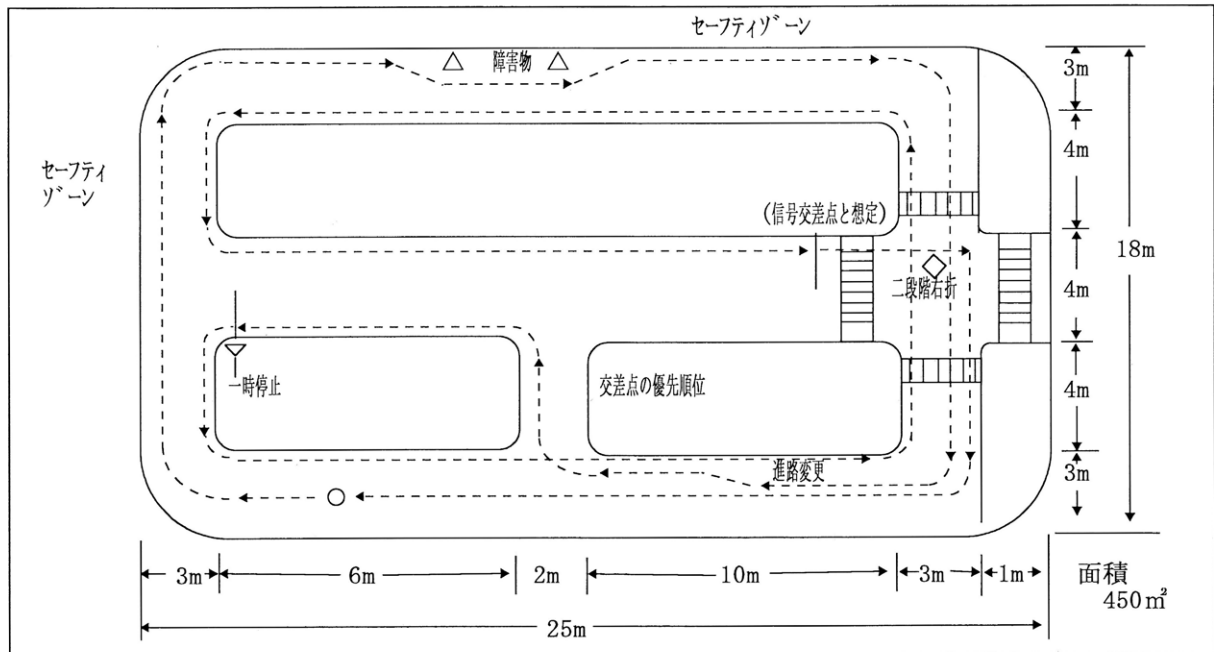 セーフティゾーン
障害物
3m
セーフティ
ゾーン
4m
(信号交差点と想定)
18m
4m
二段階右折
一時停止
交差点の優先順位
4m
進路変更
3m
3m
6m
2m
10m
3m
1m
面積
450㎡
25m